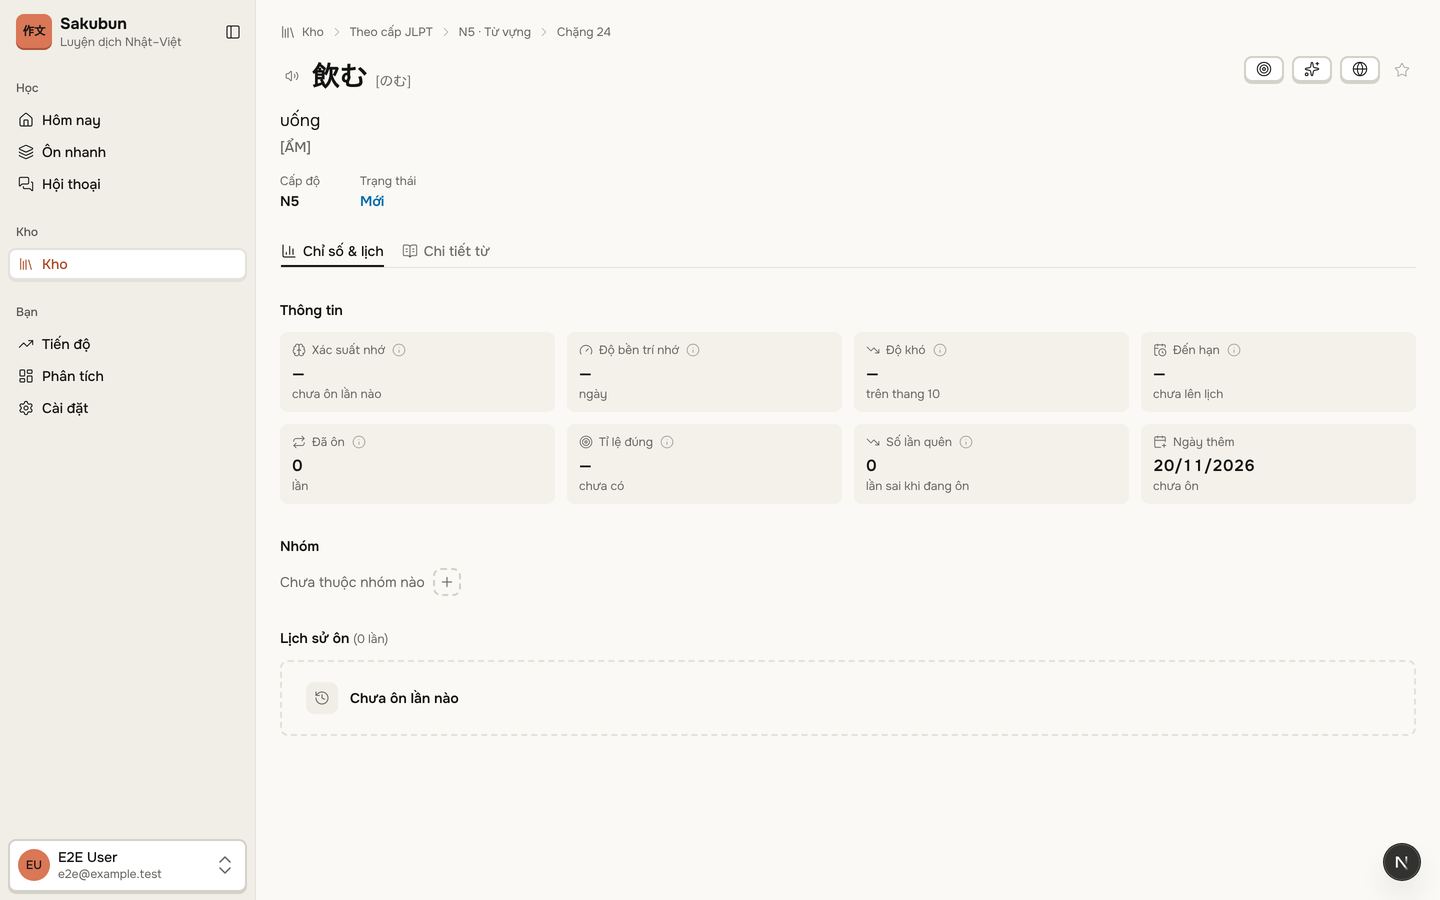 作文
Sakubun
Luyện dịch Nhật–Việt
Học
Hôm nay
Ôn nhanh
Hội thoại
Kho
Kho
Bạn
Tiến độ
Phân tích
Cài đặt
EU
E2E User
e2e@example.test
Kho
Theo cấp JLPT
N5 · Từ vựng
Chặng 24
飲む [のむ]
uống
[ẨM]
Cấp độ
N5
Trạng thái
Mới
Chỉ số & lịch
Chi tiết từ
Thông tin
Xác suất nhớ
–
chưa ôn lần nào
Độ bền trí nhớ
–
ngày
Độ khó
–
trên thang 10
Đến hạn
–
chưa lên lịch
Đã ôn
0
lần
Tỉ lệ đúng
–
chưa có
Số lần quên
0
lần sai khi đang ôn
Ngày thêm
20/11/2026
chưa ôn
Nhóm
Chưa thuộc nhóm nào
Lịch sử ôn (0 lần)
Chưa ôn lần nào
N